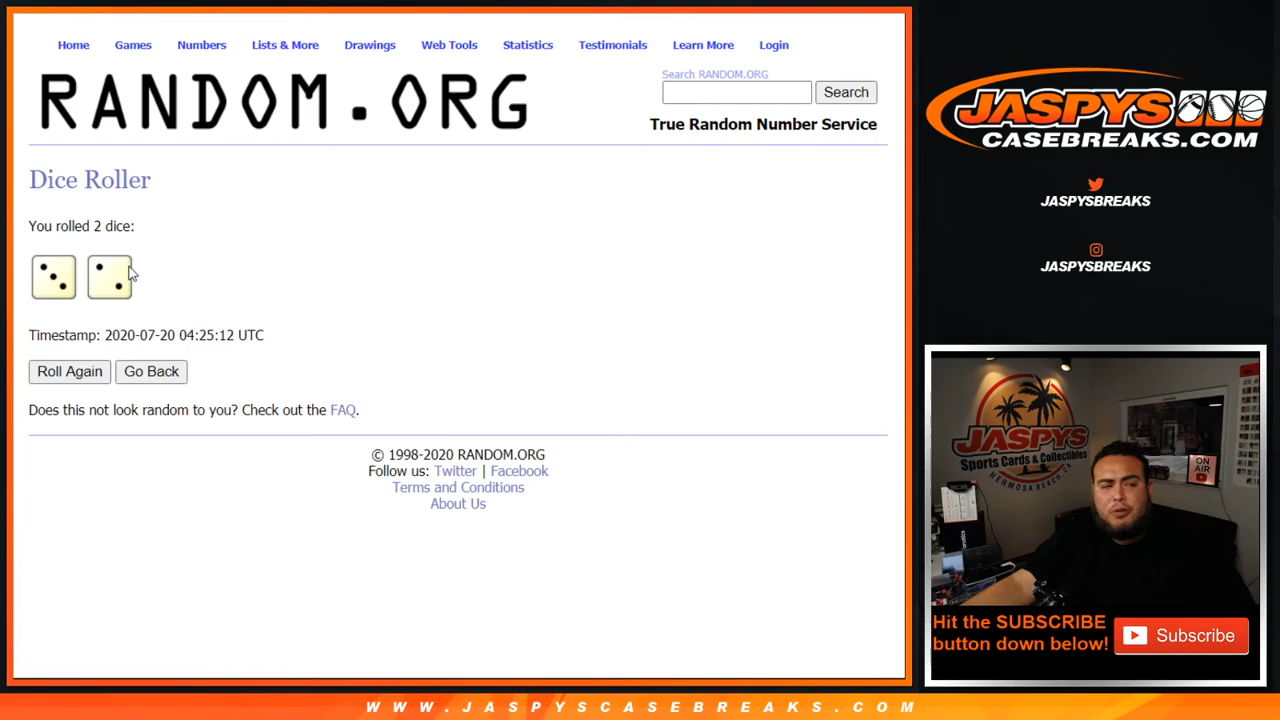 Home Games Numbers Lists & More Drawings Web Tools Statistics Testimonials Learn More Login
RANDOM.ORG
Search RANDOM.ORG
Search
True Random Number Service
Dice Roller
You rolled 2 dice:
Timestamp: 2020-07-20 04:25:12 UTC
Roll Again Go Back
Does this not look random to you? Check out the FAQ.
© 1998-2020 RANDOM.ORG
Follow us: Twitter | Facebook
Terms and Conditions
About Us
JASPYS
CASEBREAKS.COM
JASPYSBREAKS
JASPYSBREAKS
JASPYS
Sports Cards & Collectibles
HERMOSA BEACH, CA
ON
AIR
Hit the SUBSCRIBE
button down below!
Subscribe
WWW.JASPYSCASEBREAKS.COM